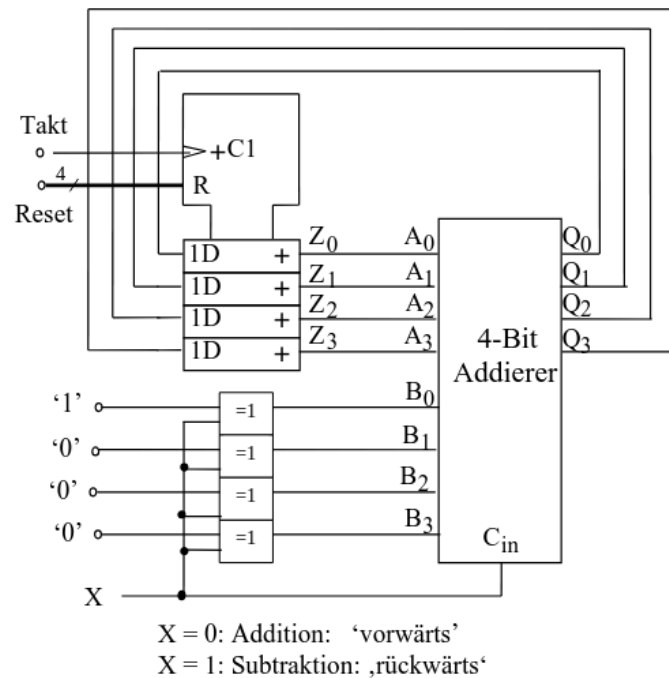 Takt
+C1
4
R
Reset
1D + Z0 A0 Q0
1D + Z1 A1 Q1
1D + Z2 A2 Q2
1D + Z3 A3 Q3
4-Bit
Addierer
‘1’ =1 B0
‘0’ =1 B1
‘0’ =1 B2
‘0’ =1 B3
Cin
X
X = 0: Addition: ‘vorwärts’
X = 1: Subtraktion: ‚rückwärts‘